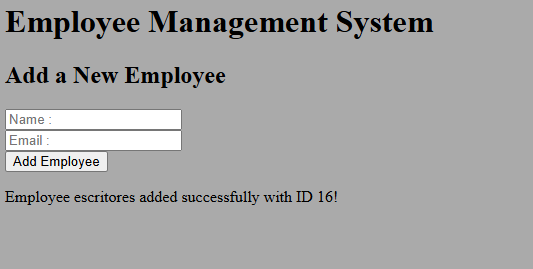 Employee Management System
Add a New Employee
Name :
Email :
Add Employee
Employee escritores added successfully with ID 16!